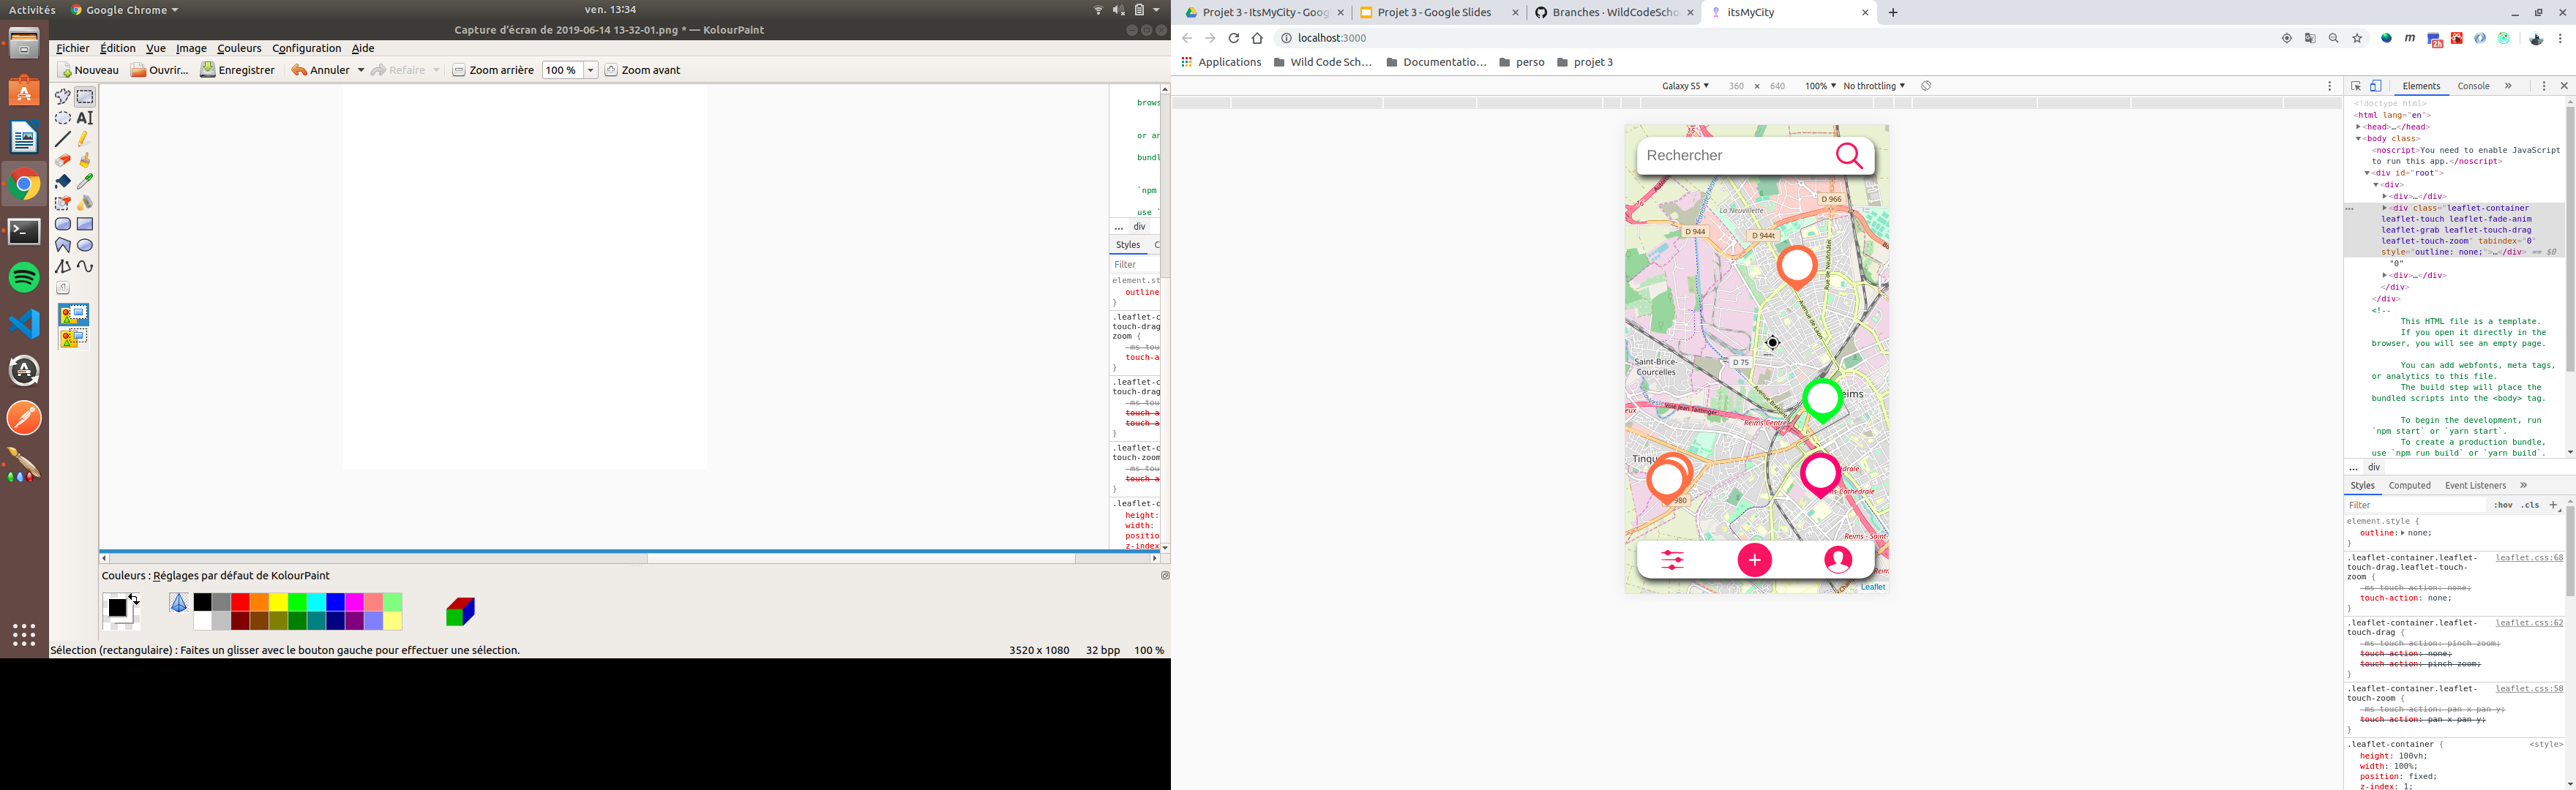 Activités
Google Chrome
ven. 13:34
Capture d'écran de 2019-06-14 13-32-01.png * — KolourPaint
Fichier Édition Vue Image Couleurs Configuration Aide
Nouveau Ouvrir... Enregistrer Annuler Refaire Zoom arrière 100 % Zoom avant
AI
brows
or an
bundl
`npm
use `
... div
Styles C
Filter
element.st
outline
}
.leaflet-c
touch-drag
zoom {
-ms-tou
touch-a
}
.leaflet-c
touch-drag
-ms-tou
touch-a
touch-a
}
.leaflet-c
touch-zoom
-ms-tou
touch-a
}
.leaflet-c
height:
width:
positio
z-index
Couleurs : Réglages par défaut de KolourPaint
Sélection (rectangulaire) : Faites un glisser avec le bouton gauche pour effectuer une sélection.
3520 x 1080 32 bpp 100 %
Projet 3 - ItsMyCity - Goog
Projet 3 - Google Slides
Branches · WildCodeScho
itsMyCity
localhost:3000
2h
Applications Wild Code Sch... Documentatio... perso projet 3
Galaxy S5 360 × 640 100% No throttling
Rechercher
D 966
La Neuvillette
D 944
D 944t
Rue de Neufchâtel
Avenue de Laon
D 75
Saint-Brice-
Courcelles
Voie Jean Taittinger
Reims Centre
eims
Tinqu
980
Leaflet
Elements Console
<!doctype html>
<html lang="en">
<head>…</head>
<body class>
<noscript>You need to enable JavaScript
to run this app.</noscript>
<div id="root">
<div>
<div>…</div>
<div class="leaflet-container
leaflet-touch leaflet-fade-anim
leaflet-grab leaflet-touch-drag
leaflet-touch-zoom" tabindex="0"
style="outline: none;">…</div> == $0
"0"
<div>…</div>
</div>
</div>
<!--
This HTML file is a template.
If you open it directly in the
browser, you will see an empty page.
You can add webfonts, meta tags,
or analytics to this file.
The build step will place the
bundled scripts into the <body> tag.
To begin the development, run
`npm start` or `yarn start`.
To create a production bundle,
use `npm run build` or `yarn build`.
... div
Styles Computed Event Listeners
Filter :hov .cls +
element.style {
outline: none;
}
.leaflet-container.leaflet- leaflet.css:68
touch-drag.leaflet-touch-
zoom {
-ms-touch-action: none;
touch-action: none;
}
.leaflet-container.leaflet- leaflet.css:62
touch-drag {
-ms-touch-action: pinch-zoom;
touch-action: none;
touch-action: pinch-zoom;
}
.leaflet-container.leaflet- leaflet.css:58
touch-zoom {
-ms-touch-action: pan-x pan-y;
touch-action: pan-x pan-y;
}
.leaflet-container { <style>
height: 100vh;
width: 100%;
position: fixed;
z-index: 1;